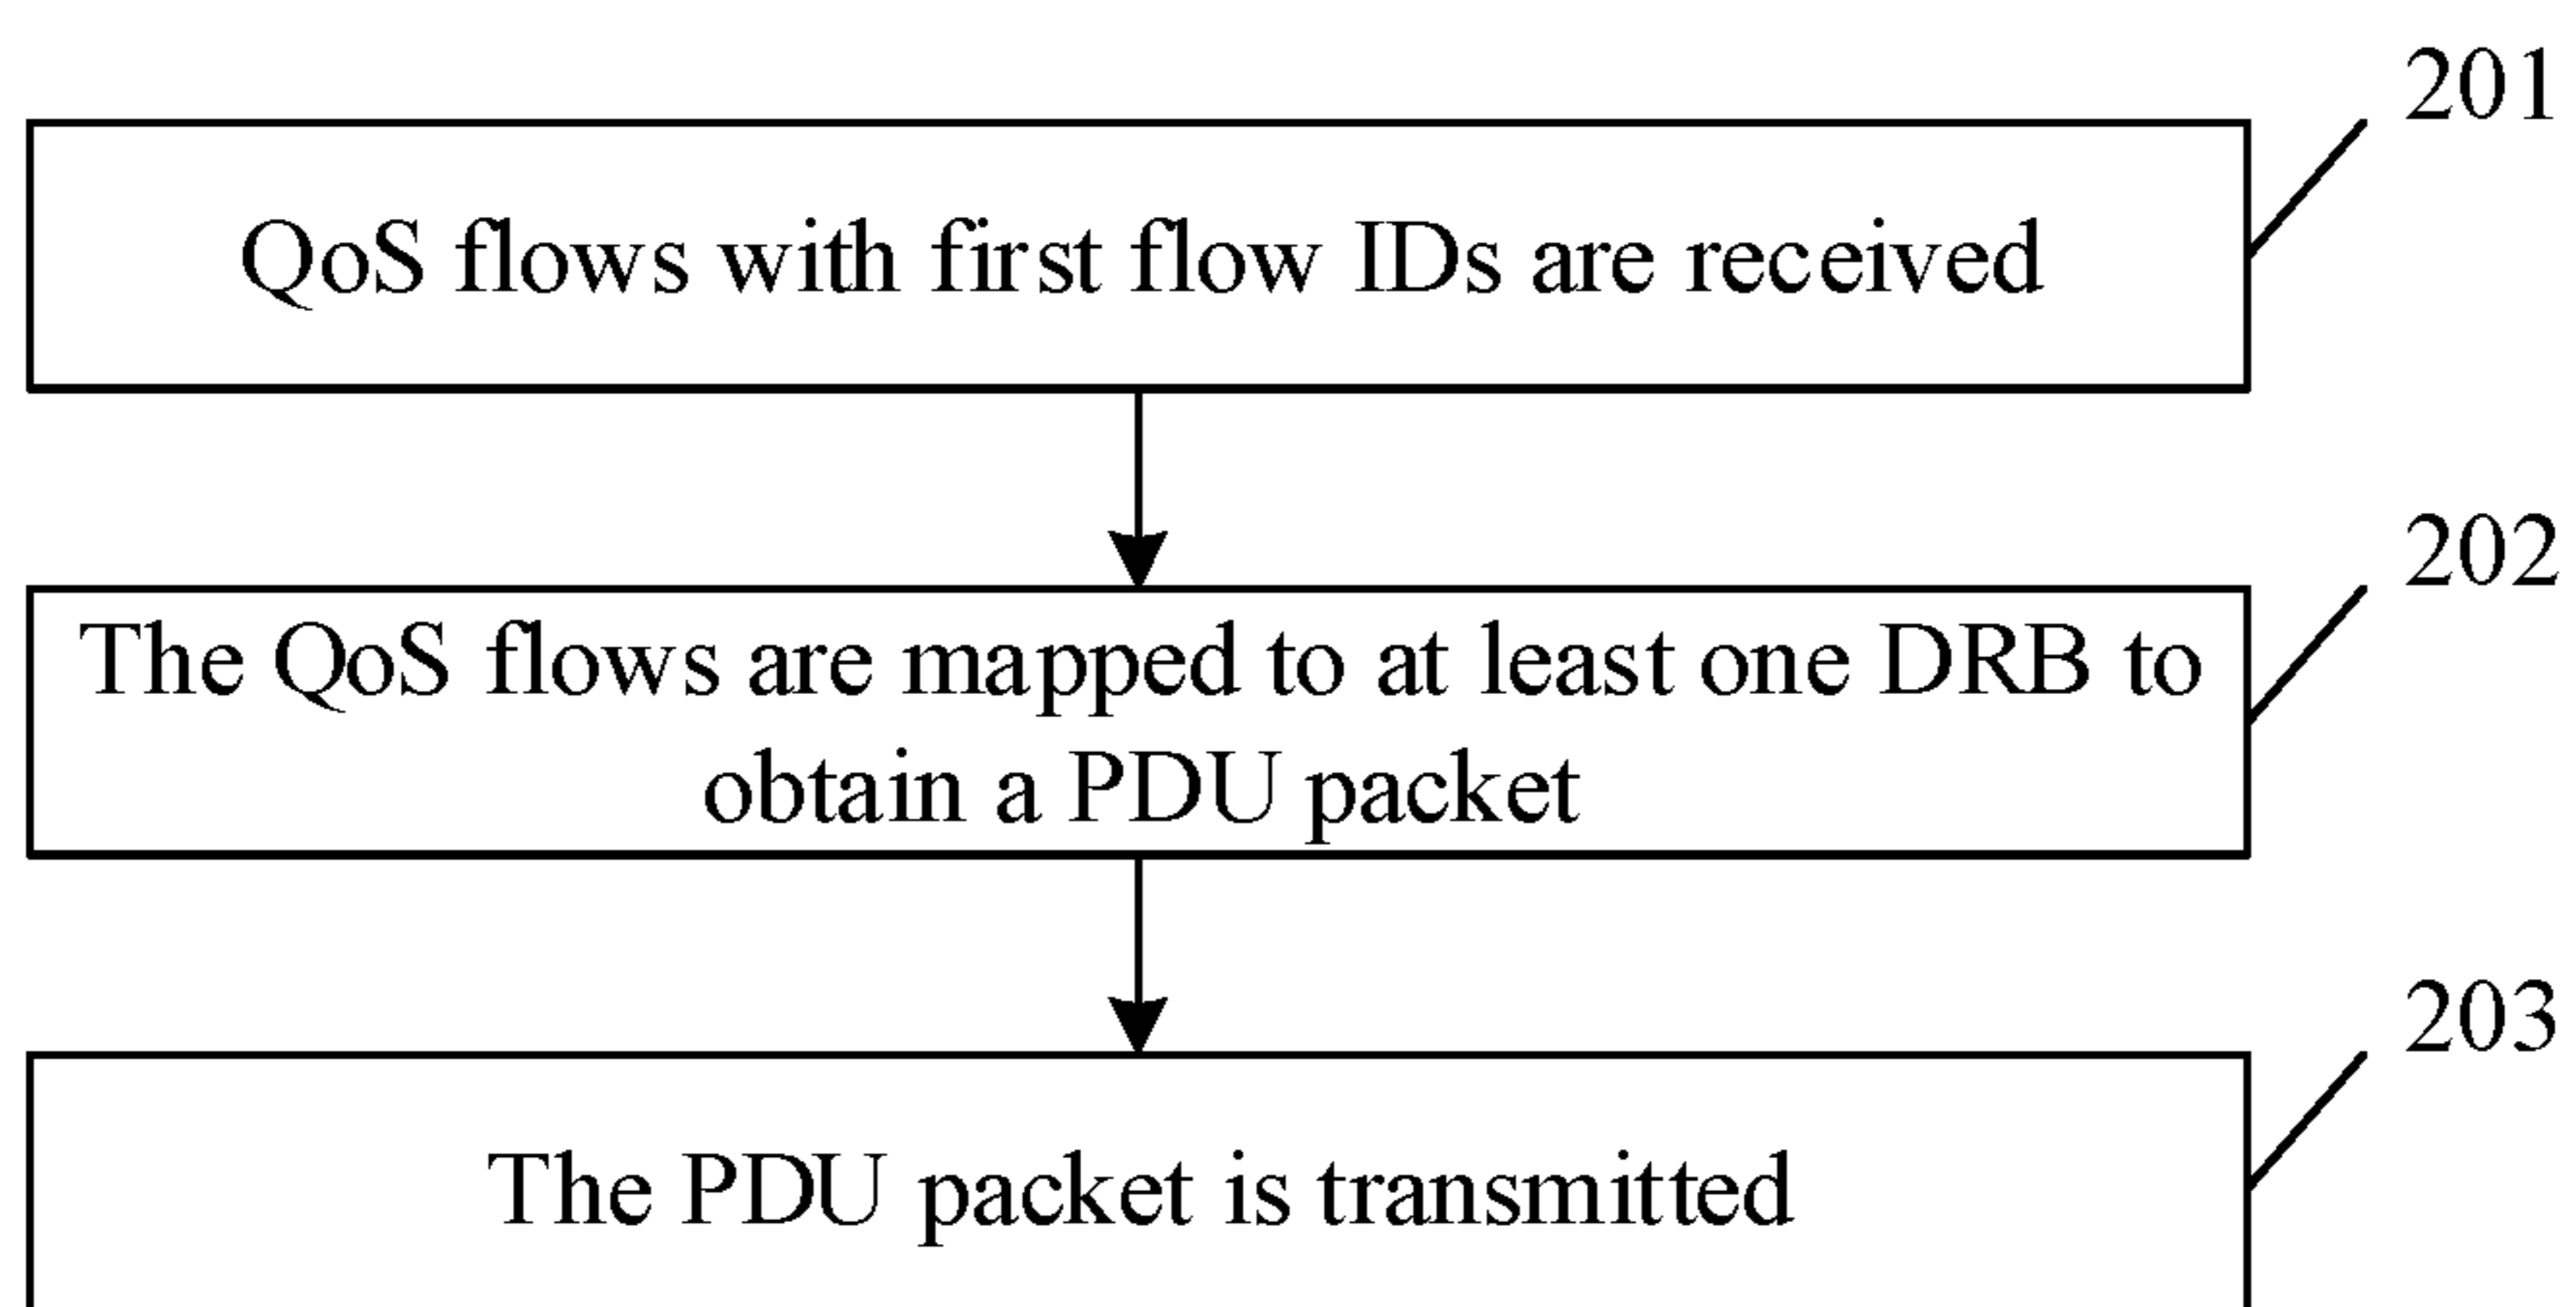 201
QoS flows with first flow IDs are received
202
The QoS flows are mapped to at least one DRB to
obtain a PDU packet
203
The PDU packet is transmitted